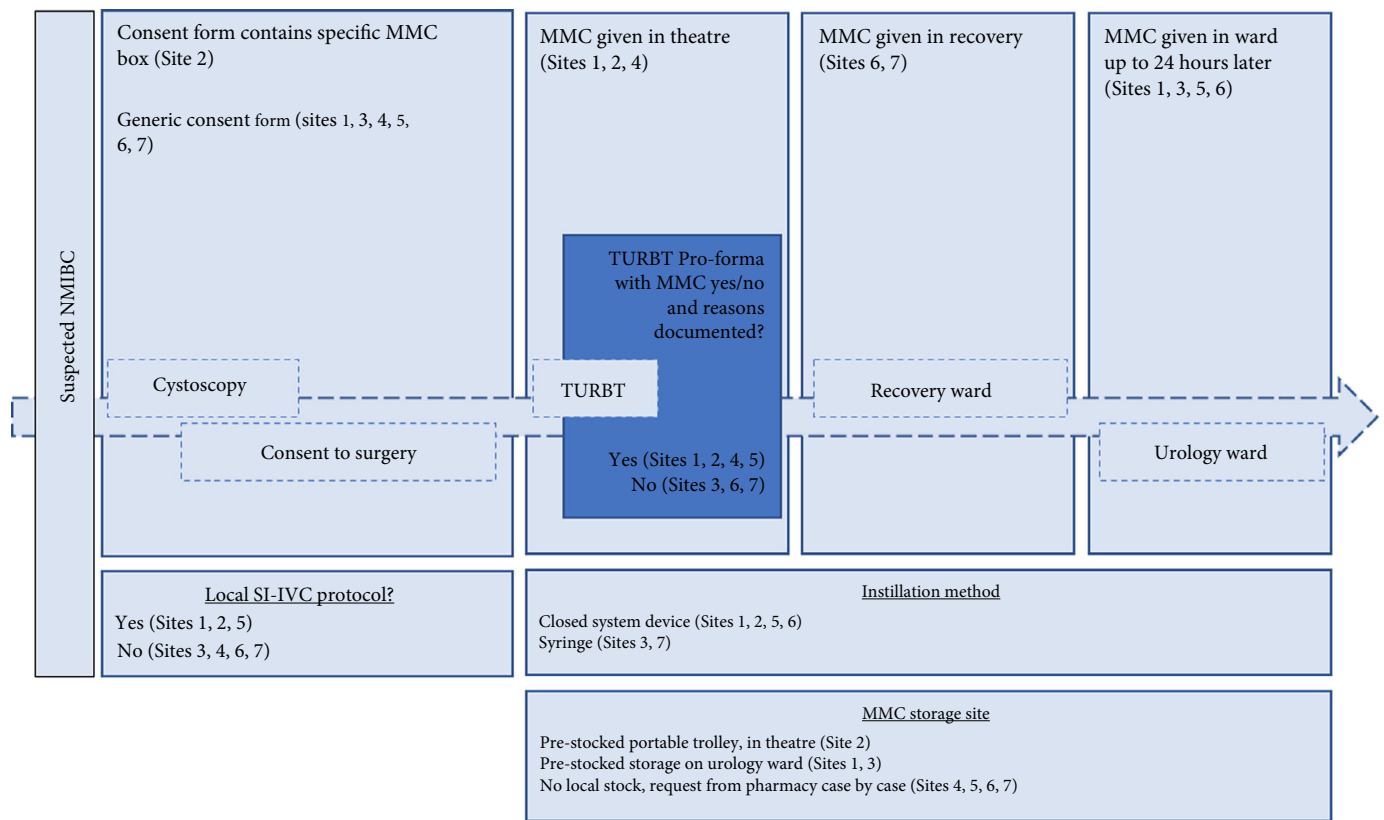 Suspected NMIBC
Consent form contains specific MMC
box (Site 2)
Generic consent form (sites 1, 3, 4, 5,
6, 7)
Cystoscopy
Consent to surgery
MMC given in theatre
(Sites 1, 2, 4)
TURBT Pro-forma
with MMC yes/no
and reasons
documented?
TURBT
Yes (Sites 1, 2, 4, 5)
No (Sites 3, 6, 7)
MMC given in recovery
(Sites 6, 7)
Recovery ward
MMC given in ward
up to 24 hours later
(Sites 1, 3, 5, 6)
Urology ward
Local SI-IVC protocol?
Yes (Sites 1, 2, 5)
No (Sites 3, 4, 6, 7)
Instillation method
Closed system device (Sites 1, 2, 5, 6)
Syringe (Sites 3, 7)
MMC storage site
Pre-stocked portable trolley, in theatre (Site 2)
Pre-stocked storage on urology ward (Sites 1, 3)
No local stock, request from pharmacy case by case (Sites 4, 5, 6, 7)